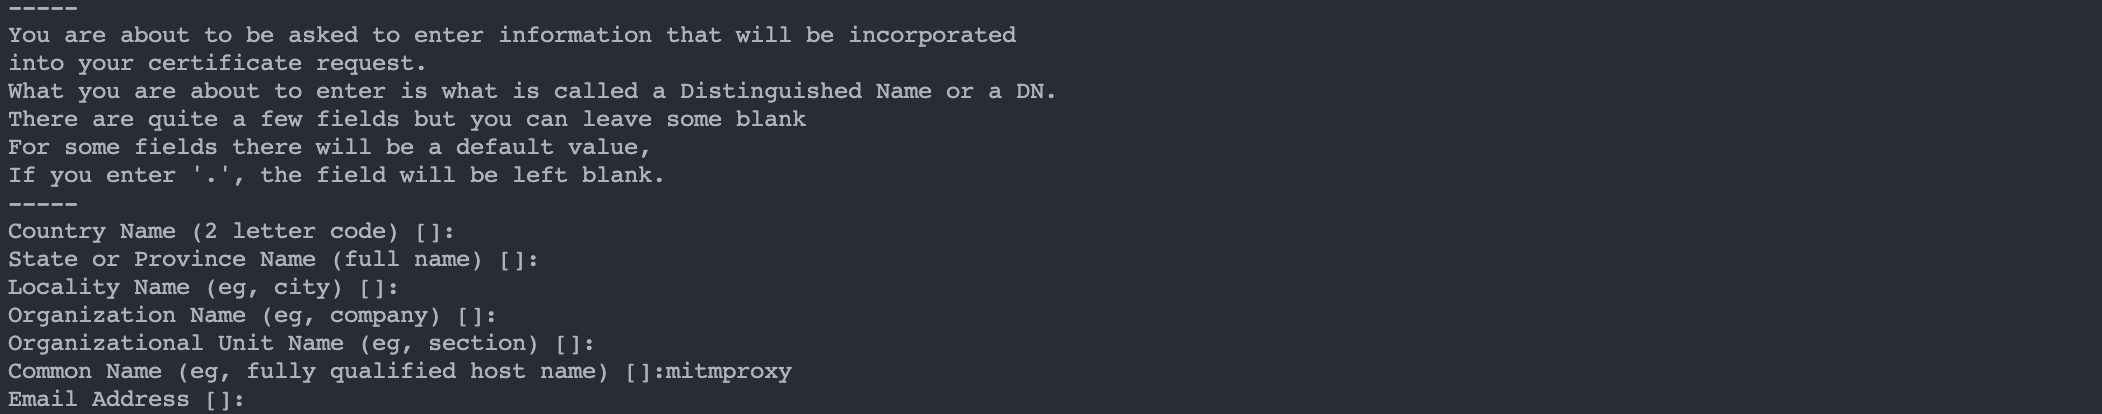 -----
You are about to be asked to enter information that will be incorporated
into your certificate request.
What you are about to enter is what is called a Distinguished Name or a DN.
There are quite a few fields but you can leave some blank
For some fields there will be a default value,
If you enter '.', the field will be left blank.
-----
Country Name (2 letter code) []:
State or Province Name (full name) []:
Locality Name (eg, city) []:
Organization Name (eg, company) []:
Organizational Unit Name (eg, section) []:
Common Name (eg, fully qualified host name) []:mitmproxy
Email Address []: